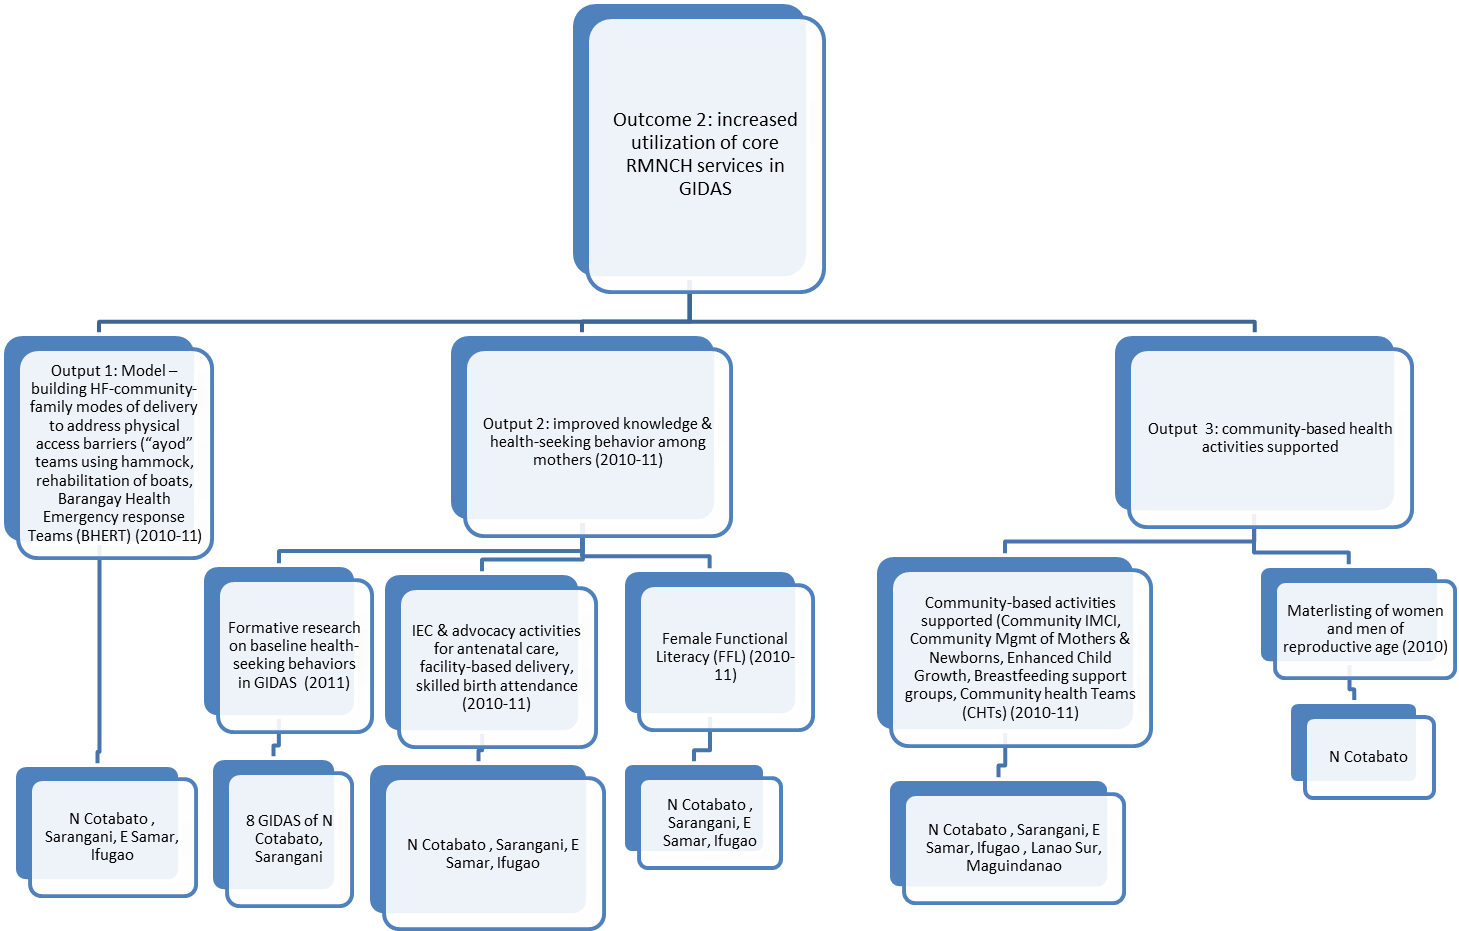 Outcome 2: increased
utilization of core
RMNCH services in
GIDAS
Output 1: Model –
building HF-community-
family modes of delivery
to address physical
access barriers (“ayod”
teams using hammock,
rehabilitation of boats,
Barangay Health
Emergency response
Teams (BHERT) (2010-11)
Output 2: improved knowledge &
health-seeking behavior among
mothers (2010-11)
Output  3: community-based health
activities supported
Formative research
on baseline health-
seeking behaviors
in GIDAS  (2011)
IEC & advocacy activities
for antenatal care,
facility-based delivery,
skilled birth attendance
(2010-11)
Female Functional
Literacy (FFL) (2010-
11)
Community-based activities
supported (Community IMCI,
Community Mgmt of Mothers &
Newborns, Enhanced Child
Growth, Breastfeeding support
groups, Community health Teams
(CHTs) (2010-11)
Materlisting of women
and men of
reproductive age (2010)
N Cotabato ,
Sarangani, E Samar,
Ifugao
8 GIDAS of N
Cotabato,
Sarangani
N Cotabato , Sarangani, E
Samar, Ifugao
N Cotabato ,
Sarangani, E
Samar, Ifugao
N Cotabato , Sarangani, E
Samar, Ifugao , Lanao Sur,
Maguindanao
N Cotabato